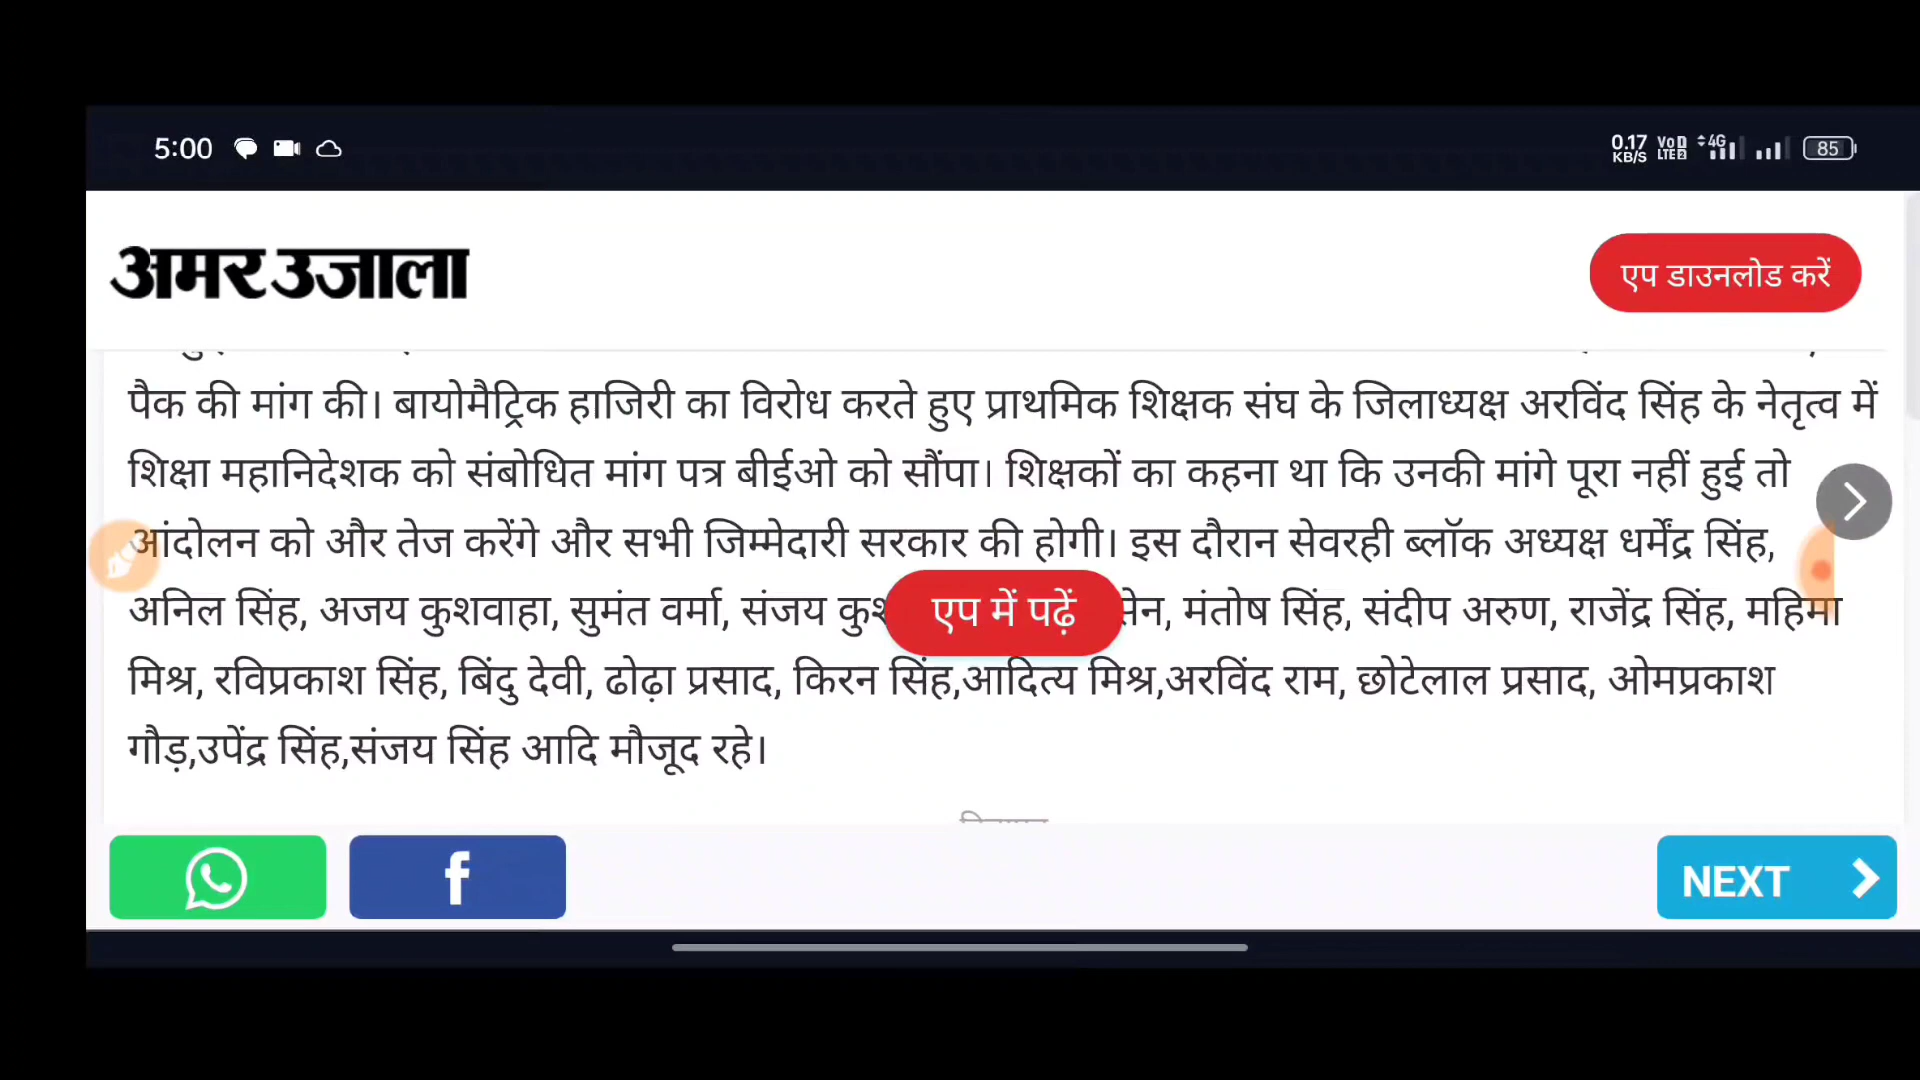 5:00
0.17 KB/S VoD LTE2 4G 85
अमर उजाला
एप डाउनलोड करें
पैक की मांग की। बायोमैट्रिक हाजिरी का विरोध करते हुए प्राथमिक शिक्षक संघ के जिलाध्यक्ष अरविंद सिंह के नेतृत्व में
शिक्षा महानिदेशक को संबोधित मांग पत्र बीईओ को सौंपा। शिक्षकों का कहना था कि उनकी मांगे पूरा नहीं हुई तो
आंदोलन को और तेज करेंगे और सभी जिम्मेदारी सरकार की होगी। इस दौरान सेवरही ब्लॉक अध्यक्ष धर्मेंद्र सिंह,
अनिल सिंह, अजय कुशवाहा, सुमंत वर्मा, संजय मंतोष सिंह, संदीप अरुण, राजेंद्र सिंह, महिमा
एप में पढ़ें
मिश्र, रविप्रकाश सिंह, बिंदु देवी, ढोढ़ा प्रसाद, किरन सिंह,आदित्य मिश्र,अरविंद राम, छोटेलाल प्रसाद, ओमप्रकाश
गौड़,उपेंद्र सिंह,संजय सिंह आदि मौजूद रहे।
NEXT